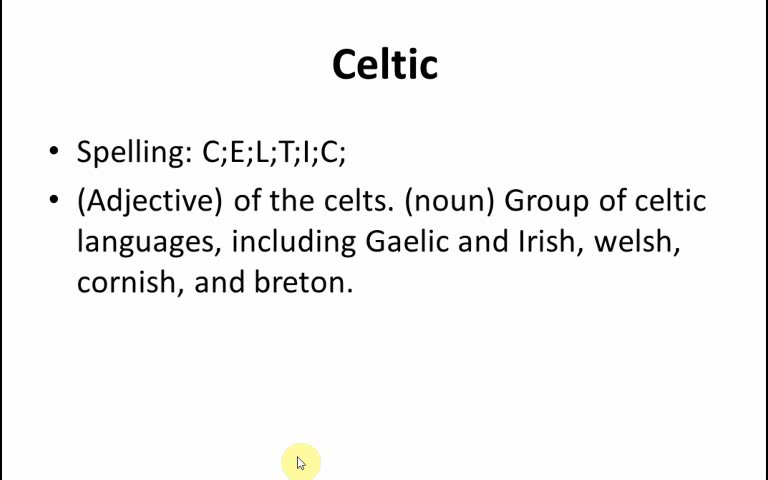 Celtic
• Spelling: C;E;L;T;I;C;
• (Adjective) of the celts. (noun) Group of celtic
languages, including Gaelic and Irish, welsh,
cornish, and breton.